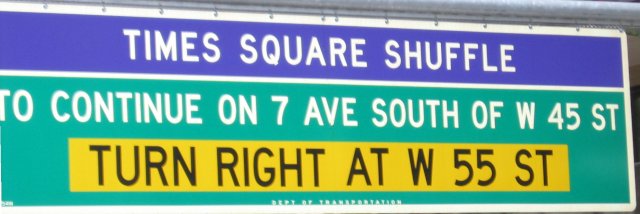 TIMES SQUARE SHUFFLE
TO CONTINUE ON 7 AVE SOUTH OF W 45 ST
TURN RIGHT AT W 55 ST
DEPT OF TRANSPORTATION